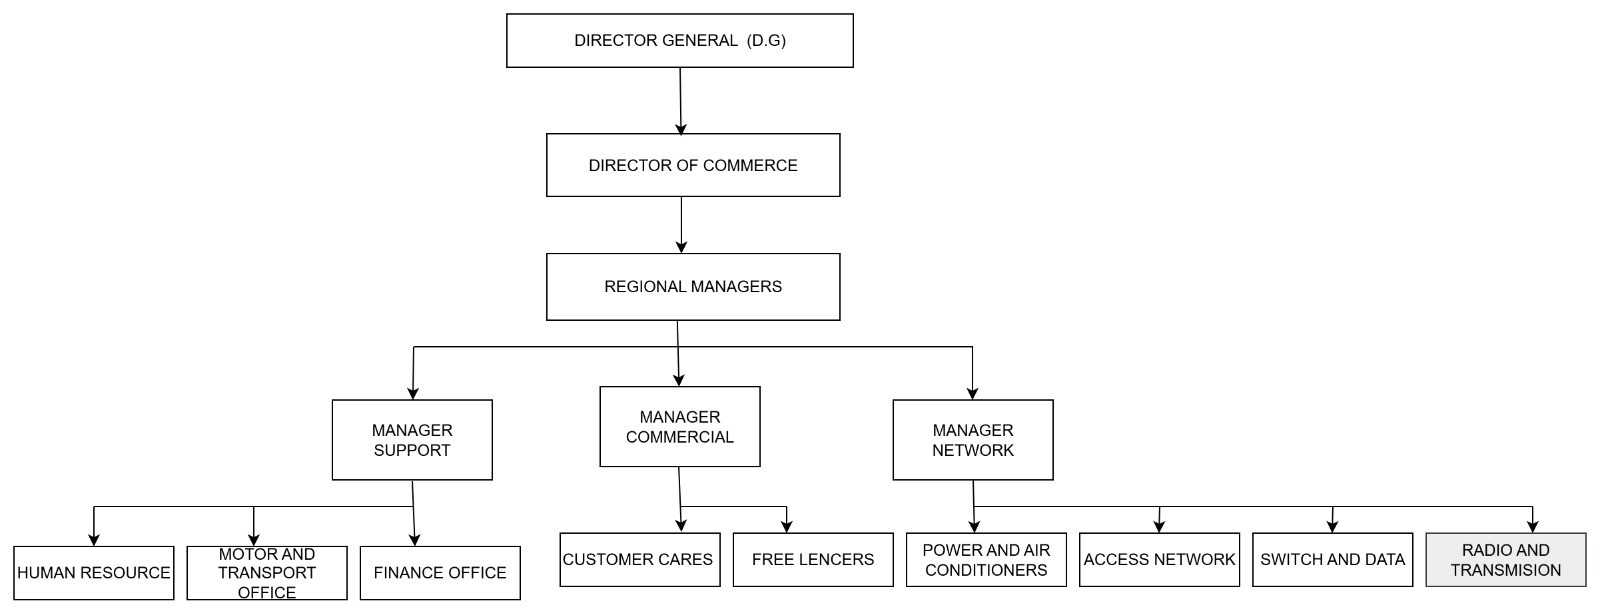 DIRECTOR GENERAL  (D.G)
DIRECTOR OF COMMERCE
REGIONAL MANAGERS
MANAGER
SUPPORT
MANAGER
COMMERCIAL
MANAGER
NETWORK
HUMAN RESOURCE
MOTOR AND
TRANSPORT
OFFICE
FINANCE OFFICE
CUSTOMER CARES
FREE LENCERS
POWER AND AIR
CONDITIONERS
ACCESS NETWORK
SWITCH AND DATA
RADIO AND
TRANSMISION